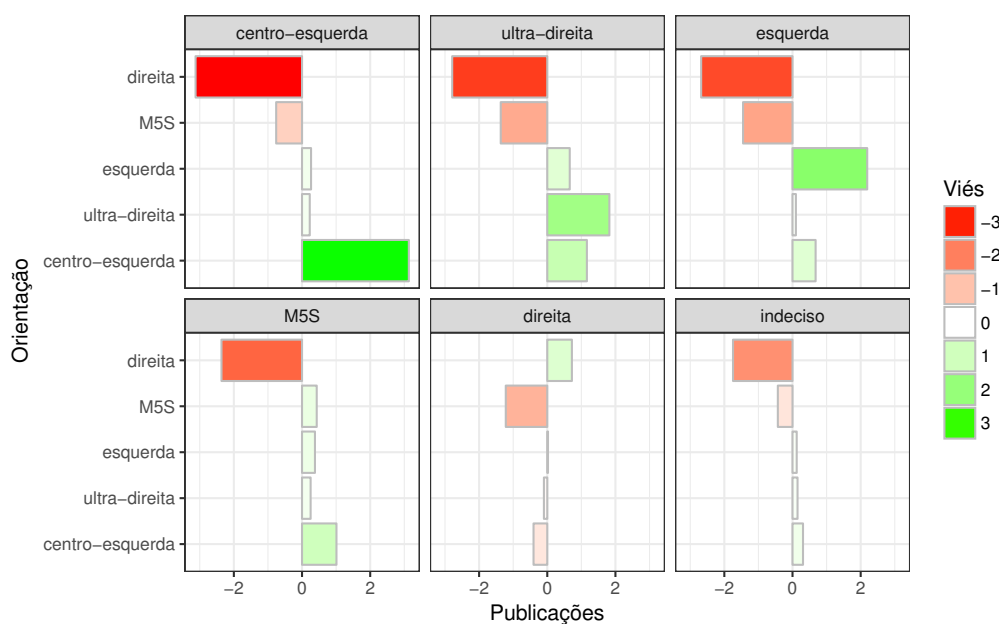 centro−esquerda
ultra−direita
esquerda
direita
M5S
esquerda
ultra−direita
centro−esquerda
M5S
direita
indeciso
direita
M5S
esquerda
ultra−direita
centro−esquerda
−2
0
2
−2
0
2
−2
0
2
Publicações
Orientação
Viés
−3
−2
−1
0
1
2
3